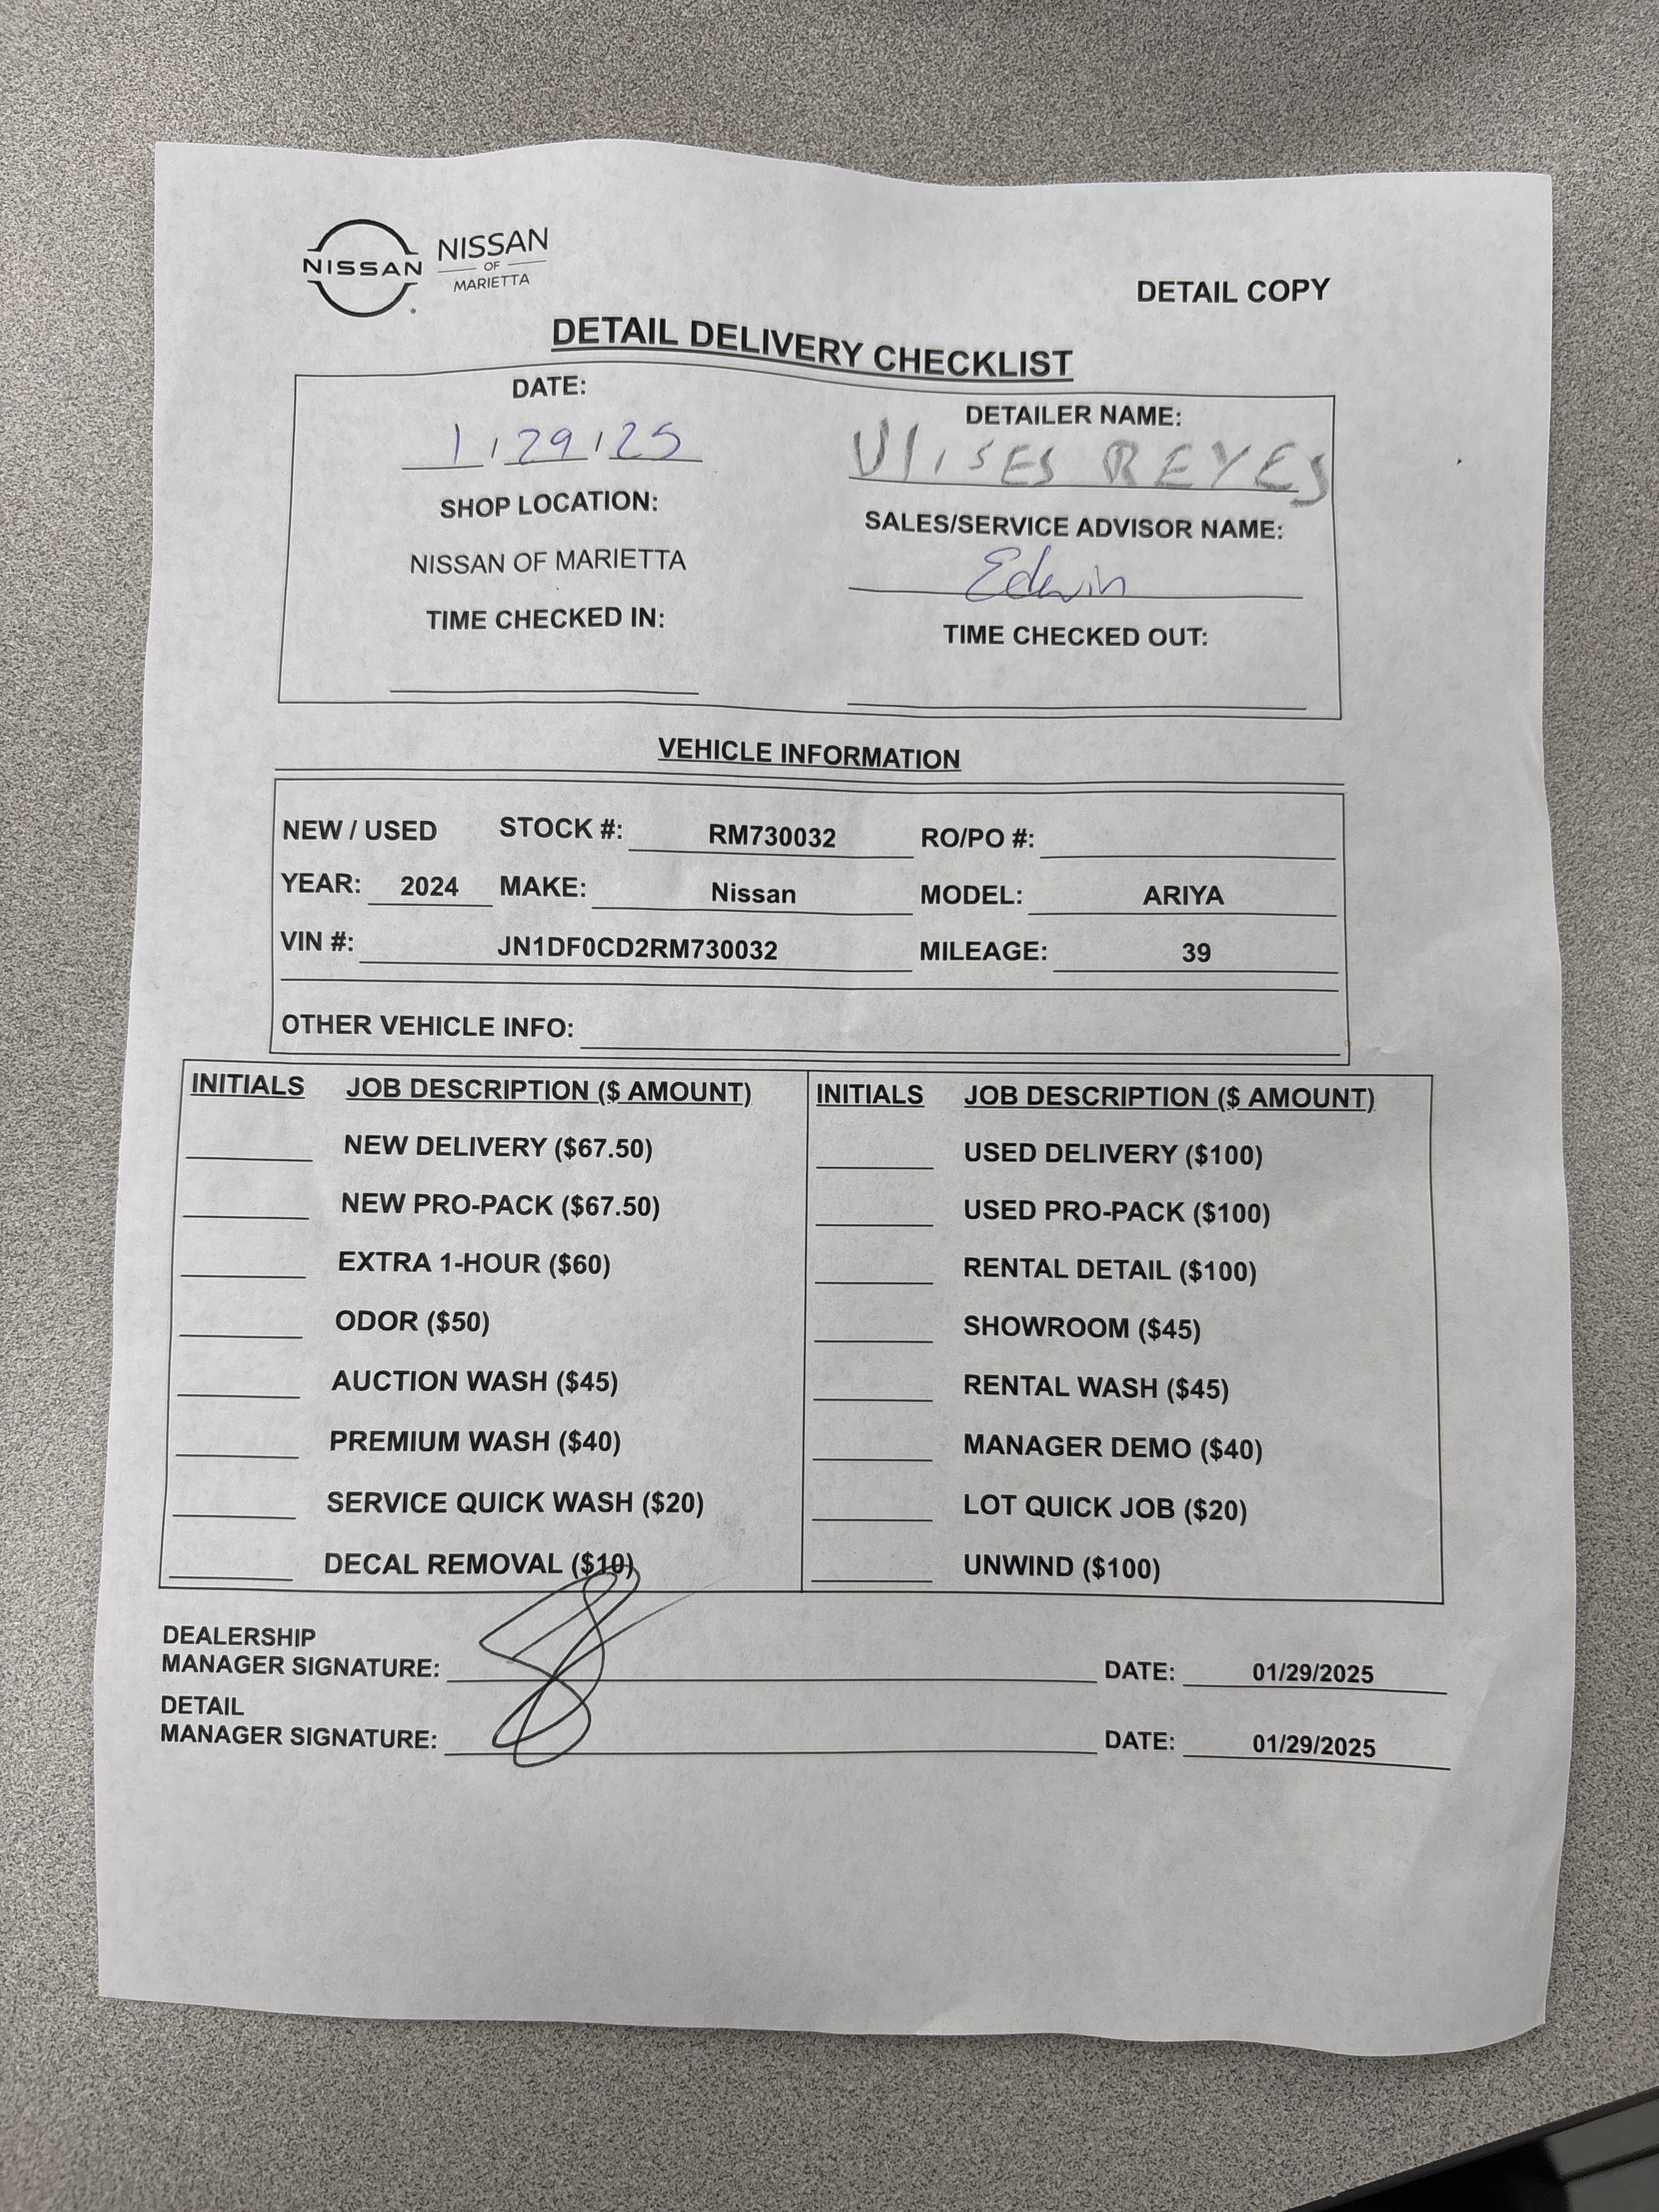 NISSAN
NISSAN
OF
MARIETTA
DETAIL COPY
DETAIL DELIVERY CHECKLIST
DATE:
1/29/25
DETAILER NAME:
UlisES REYES
SHOP LOCATION:
NISSAN OF MARIETTA
SALES/SERVICE ADVISOR NAME:
Edwin
TIME CHECKED IN:
TIME CHECKED OUT:
VEHICLE INFORMATION
NEW / USED STOCK #: RM730032 RO/PO #:
YEAR: 2024 MAKE: Nissan MODEL: ARIYA
VIN #: JN1DF0CD2RM730032 MILEAGE: 39
OTHER VEHICLE INFO:
INITIALS JOB DESCRIPTION ($ AMOUNT) INITIALS JOB DESCRIPTION ($ AMOUNT)
NEW DELIVERY ($67.50) USED DELIVERY ($100)
NEW PRO-PACK ($67.50) USED PRO-PACK ($100)
EXTRA 1-HOUR ($60) RENTAL DETAIL ($100)
ODOR ($50) SHOWROOM ($45)
AUCTION WASH ($45) RENTAL WASH ($45)
PREMIUM WASH ($40) MANAGER DEMO ($40)
SERVICE QUICK WASH ($20) LOT QUICK JOB ($20)
DECAL REMOVAL ($10) UNWIND ($100)
DEALERSHIP
MANAGER SIGNATURE: DATE: 01/29/2025
DETAIL
MANAGER SIGNATURE: DATE: 01/29/2025